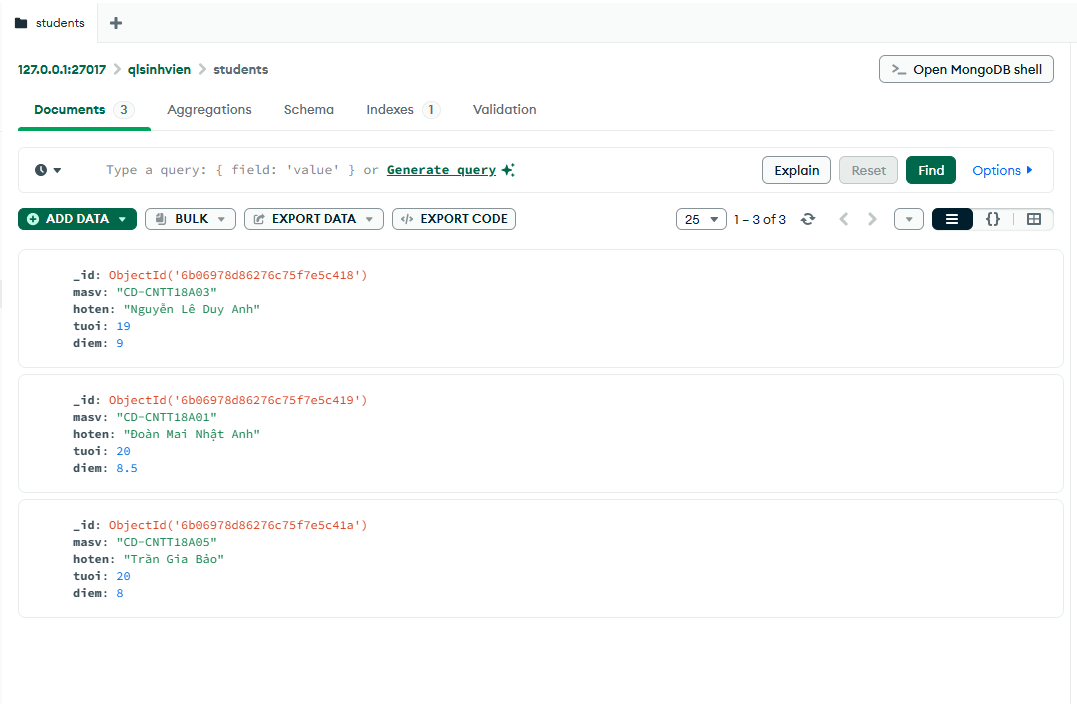 students
127.0.0.1:27017 > qlsinhvien > students
>_ Open MongoDB shell
Documents 3 Aggregations Schema Indexes 1 Validation
Type a query: { field: 'value' } or Generate query
Explain Reset Find Options
ADD DATA BULK EXPORT DATA </> EXPORT CODE 25 1 – 3 of 3 {}
_id: ObjectId('6b06978d86276c75f7e5c418')
masv: "CD-CNTT18A03"
hoten: "Nguyễn Lê Duy Anh"
tuoi: 19
diem: 9
_id: ObjectId('6b06978d86276c75f7e5c419')
masv: "CD-CNTT18A01"
hoten: "Đoàn Mai Nhật Anh"
tuoi: 20
diem: 8.5
_id: ObjectId('6b06978d86276c75f7e5c41a')
masv: "CD-CNTT18A05"
hoten: "Trần Gia Bảo"
tuoi: 20
diem: 8